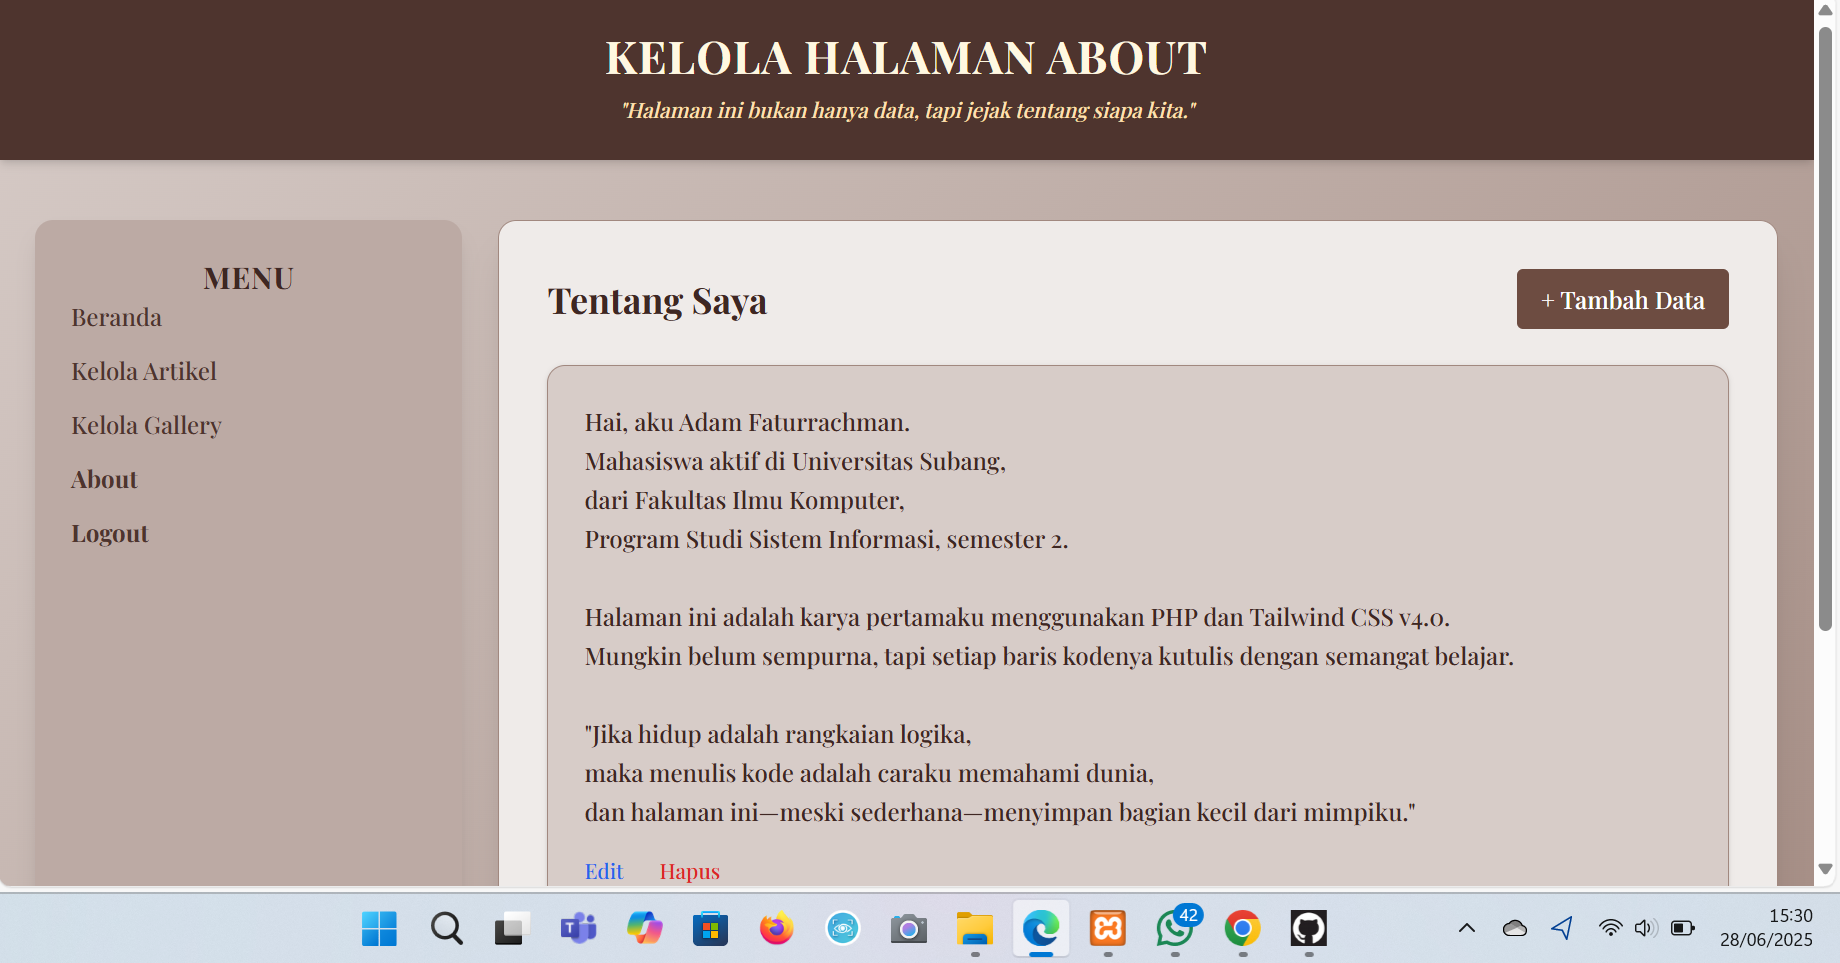 KELOLA HALAMAN ABOUT
"Halaman ini bukan hanya data, tapi jejak tentang siapa kita."
MENU
Beranda
Kelola Artikel
Kelola Gallery
About
Logout
Tentang Saya
+ Tambah Data
Hai, aku Adam Faturrachman.
Mahasiswa aktif di Universitas Subang,
dari Fakultas Ilmu Komputer,
Program Studi Sistem Informasi, semester 2.
Halaman ini adalah karya pertamaku menggunakan PHP dan Tailwind CSS v4.0.
Mungkin belum sempurna, tapi setiap baris kodenya kutulis dengan semangat belajar.
"Jika hidup adalah rangkaian logika,
maka menulis kode adalah caraku memahami dunia,
dan halaman ini—meski sederhana—menyimpan bagian kecil dari mimpiku."
Edit Hapus
42
15:30
28/06/2025